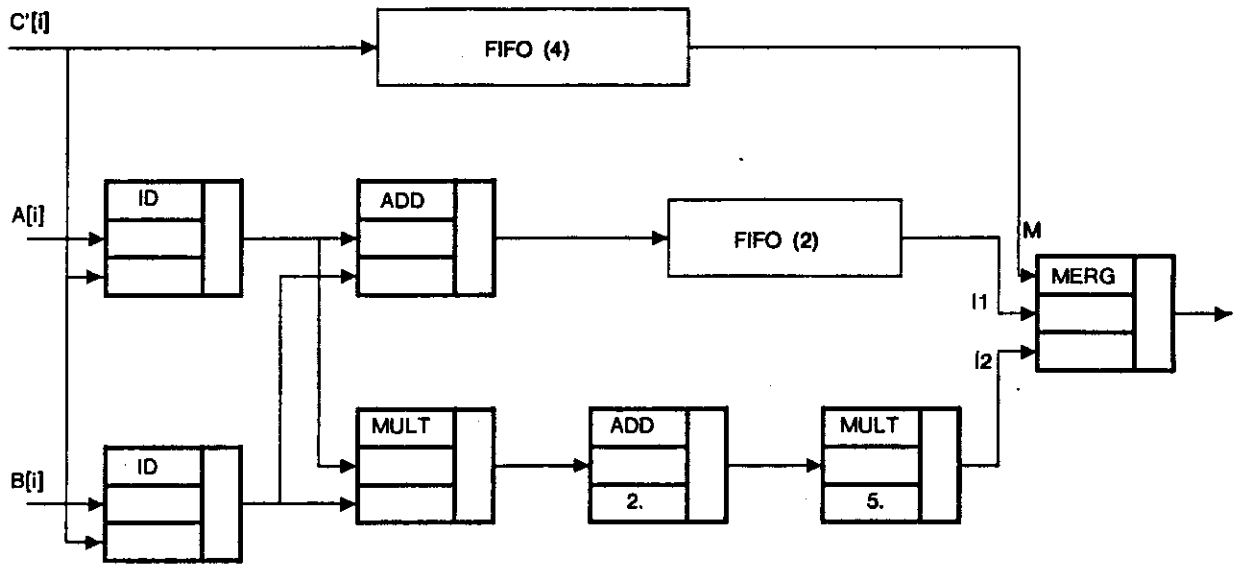 C'[i]
FIFO (4)
A[i]
ID
ADD
FIFO (2)
M
MERG
I1
I2
B[i]
ID
MULT
ADD
2.
MULT
5.